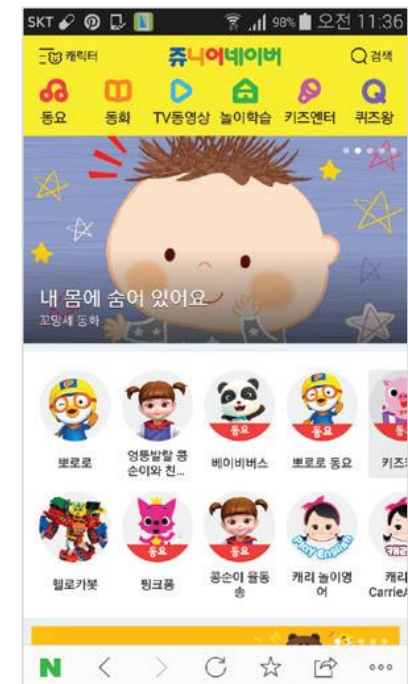 SKT 98% 오전 11:36
캐릭터 쥬니어네이버 검색
동요 동화 TV동영상 놀이학습 키즈엔터 퀴즈왕
내 몸에 숨어 있어요
꼬망세 동화
동요 동요
뽀로로 엉뚱발랄 콩 베이비버스 뽀로로 동요
순이와 친...
동요 동요 Play English
헬로카봇 핑크퐁 콩순이 율동 캐리 놀이영 캐리
송 어 CarrieA
N